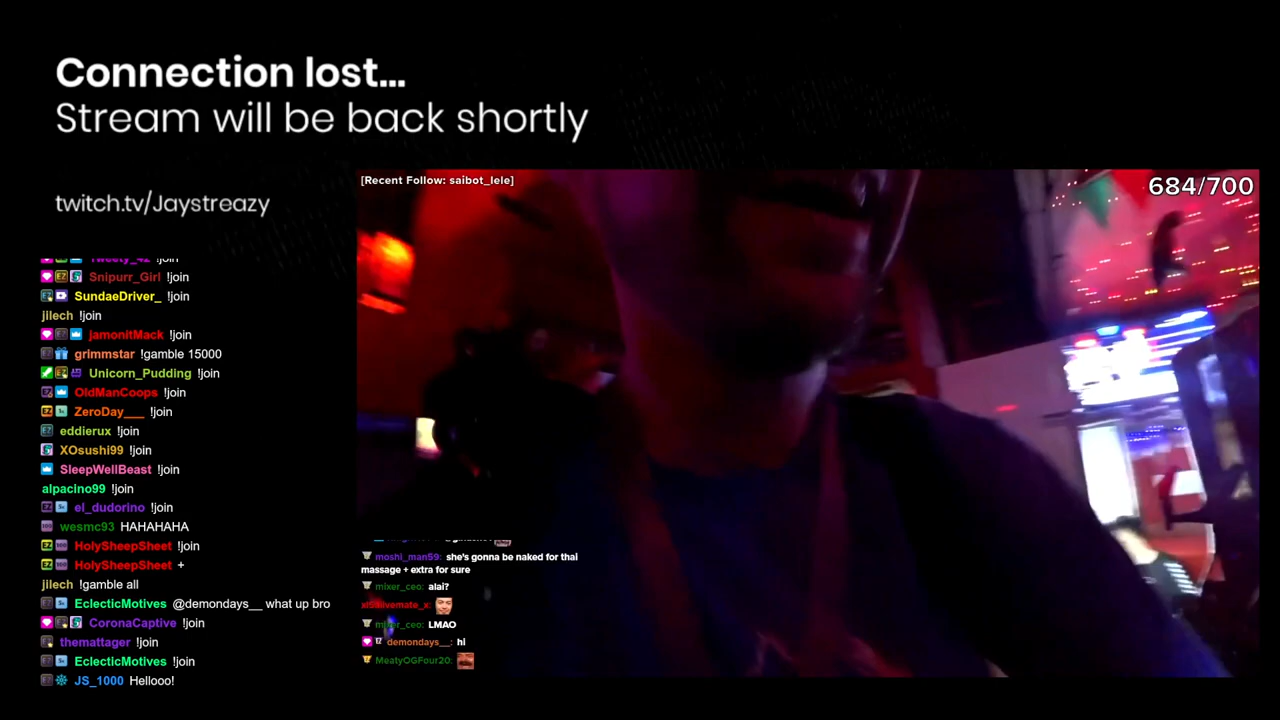 Connection lost...
Stream will be back shortly
twitch.tv/Jaystreazy
[Recent Follow: saibot_lele]
684/700
Tweety_42 !join
Snipurr_Girl !join
SundaeDriver_ !join
jilech !join
jamonitMack !join
grimmstar !gamble 15000
Unicorn_Pudding !join
OldManCoops !join
ZeroDay___ !join
eddierux !join
XOsushi99 !join
SleepWellBeast !join
alpacino99 !join
el_dudorino !join
wesmc93 HAHAHAHA
HolySheepSheet !join
HolySheepSheet +
jilech !gamble all
EclecticMotives @demondays__ what up bro
CoronaCaptive !join
themattager !join
EclecticMotives !join
JS_1000 Hellooo!
moshi_man59: she's gonna be naked for thai
massage + extra for sure
mixer_ceo: alai?
mixer_ceo: LMAO
demondays__: hi
MeatyOGFour20: